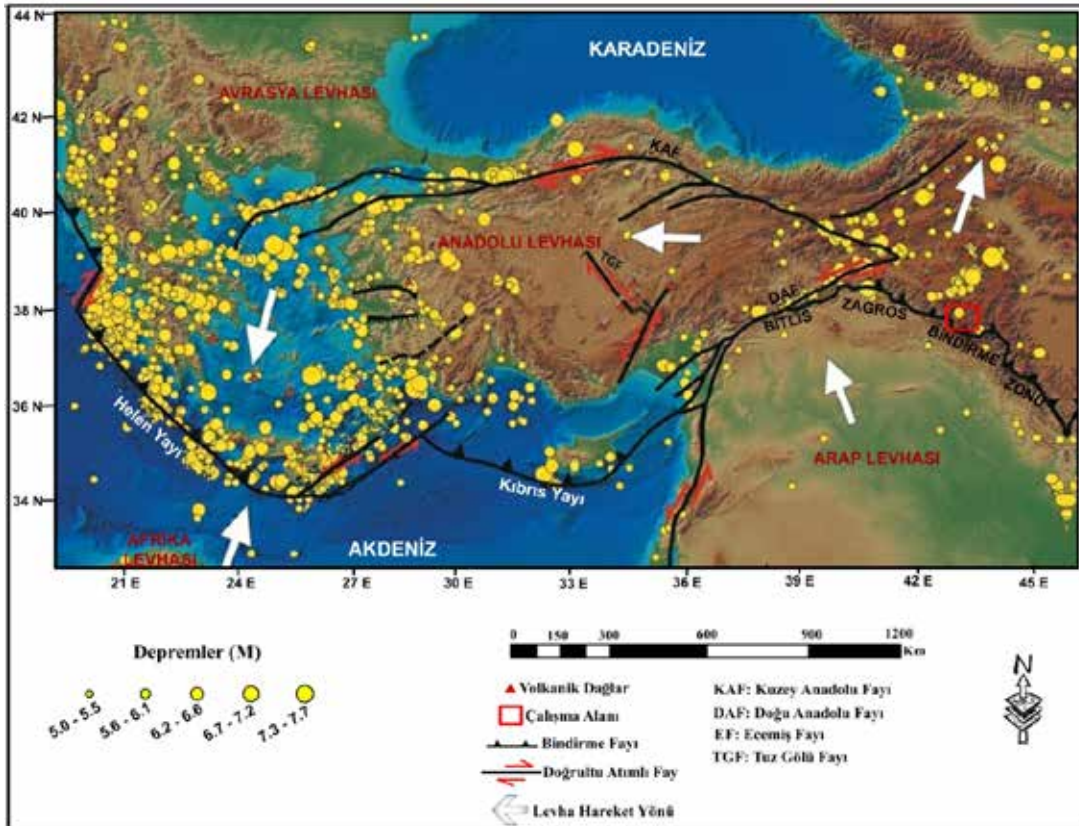 44 N
42 N
40 N
38 N
36 N
34 N
KARADENİZ
AVRASYA LEVHASI
KAF
ANADOLU LEVHASI
TGF
DAF
BİTLİS
ZAGROS
BİNDİRME
ZONU
Helen Yayı
Kıbrıs Yayı
ARAP LEVHASI
AFRIKA
LEVHASI
AKDENİZ
21 E
24 E
27E
30 E
33 E
36 E
39 E
42 E
45 E
Depremler (M)
5.0 - 5.5
5.6 - 6.1
6.2 - 6.6
6.7 - 7.2
7.3 - 7.7
0 150 300 600 900 1200
Km
Volkanik Dağlar
Çalışma Alanı
Bindirme Fayı
Doğrultu Atımlı Fay
Levha Hareket Yönü
KAF: Kuzey Anadolu Fayı
DAF: Doğu Anadolu Fayı
EF: Ecemiş Fayı
TGF: Tuz Gölü Fayı
N